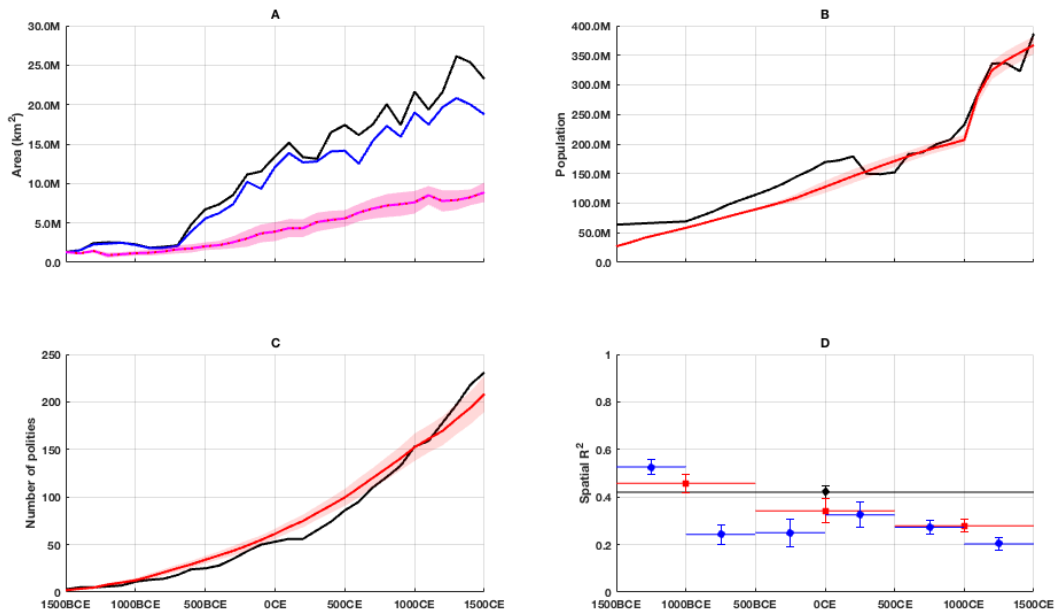 A
30.0M
25.0M
20.0M
15.0M
10.0M
5.0M
0.0
Area (km²)
B
400.0M
350.0M
300.0M
250.0M
200.0M
150.0M
100.0M
50.0M
0.0
Population
C
250
200
150
100
50
0
Number of polities
1500BCE 1000BCE 500BCE 0CE 500CE 1000CE 1500CE
D
1
0.8
0.6
0.4
0.2
0
Spatial R²
1500BCE 1000BCE 500BCE 0CE 500CE 1000CE 1500CE